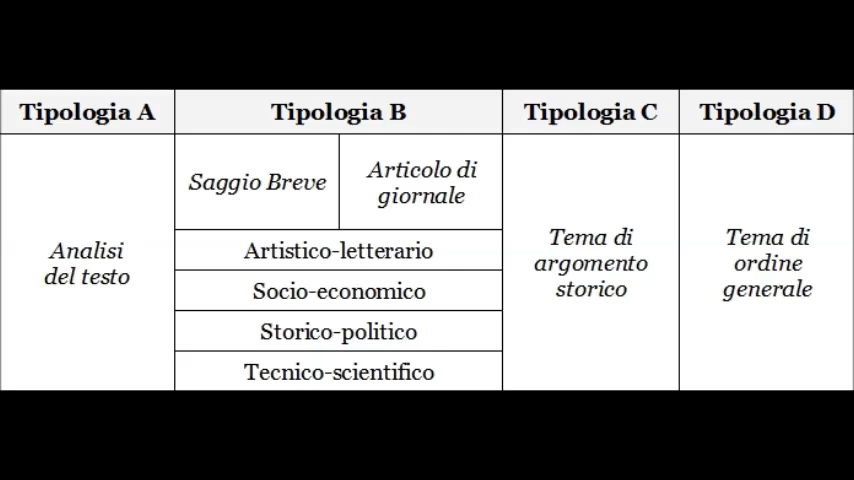 Tipologia A
Tipologia B
Tipologia C
Tipologia D
Analisi
del testo
Saggio Breve
Articolo di
giornale
Artistico-letterario
Socio-economico
Storico-politico
Tecnico-scientifico
Tema di
argomento
storico
Tema di
ordine
generale